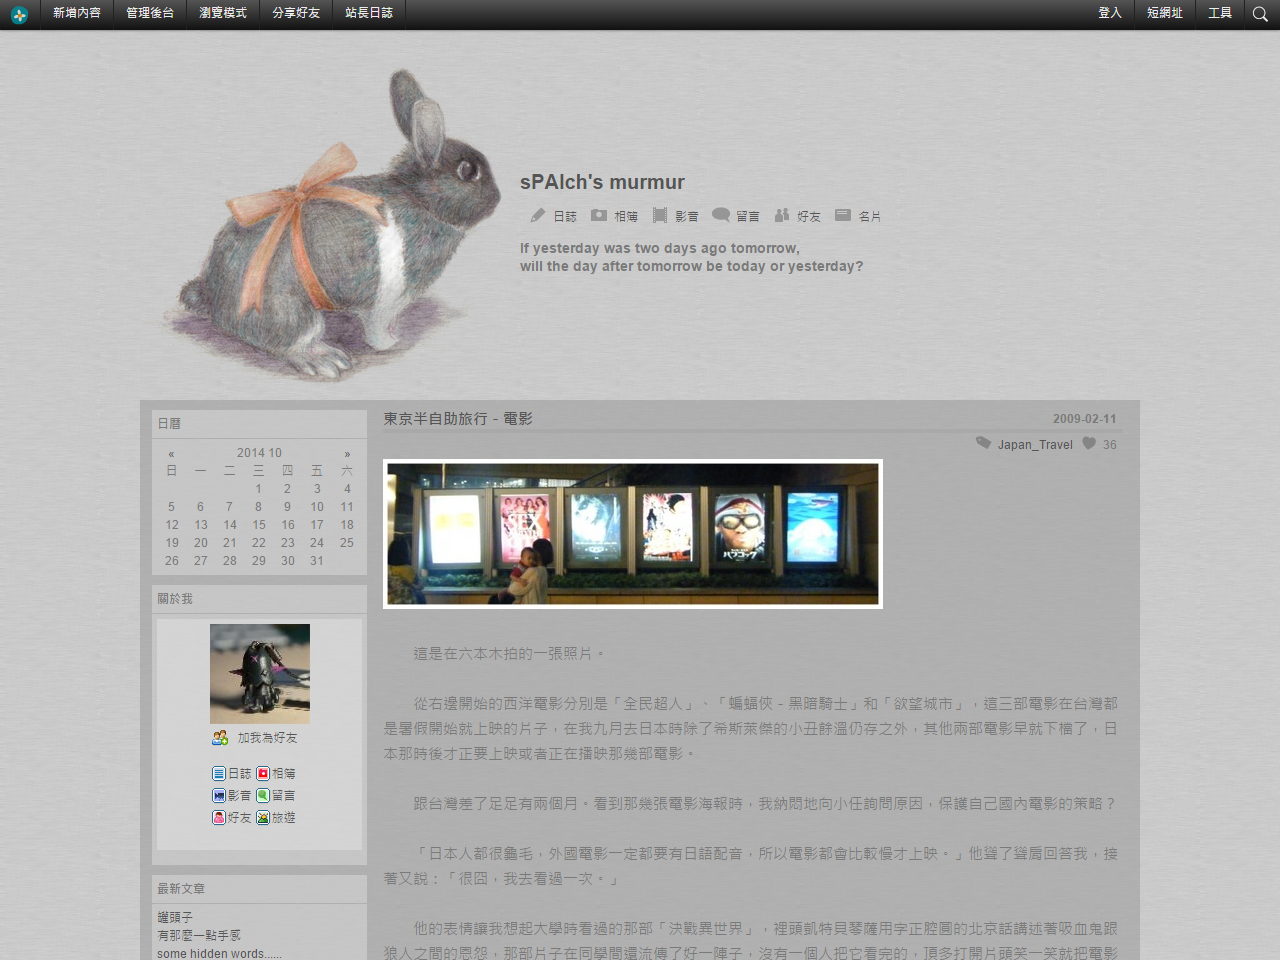 新增內容 管理後台 瀏覽模式 分享好友 站長日誌 登入 短網址 工具
sPAlch's murmur
日誌 相簿 影音 留言 好友 名片
If yesterday was two days ago tomorrow,
will the day after tomorrow be today or yesterday?
日曆
« 2014 10 »
日 一 二 三 四 五 六
1 2 3 4
5 6 7 8 9 10 11
12 13 14 15 16 17 18
19 20 21 22 23 24 25
26 27 28 29 30 31
關於我
加我為好友
日誌 相簿
影音 留言
好友 旅遊
最新文章
罐頭子
有那麼一點手感
some hidden words......
東京半自助旅行 - 電影 2009-02-11
Japan_Travel 36
SEX
ハンコック
這是在六本木拍的一張照片。
從右邊開始的西洋電影分別是「全民超人」、「蝙蝠俠－黑暗騎士」和「欲望城市」，這三部電影在台灣都
是暑假開始就上映的片子，在我九月去日本時除了希斯萊傑的小丑餘溫仍存之外，其他兩部電影早就下檔了，日
本那時後才正要上映或者正在播映那幾部電影。
跟台灣差了足足有兩個月。看到那幾張電影海報時，我納悶地向小任詢問原因，保護自己國內電影的策略？
「日本人都很龜毛，外國電影一定都要有日語配音，所以電影都會比較慢才上映。」他聳了聳肩回答我，接
著又說：「很囧，我去看過一次。」
他的表情讓我想起大學時看過的那部「決戰異世界」，裡頭凱特貝琴薩用字正腔圓的北京話講述著吸血鬼跟
狼人之間的恩怨，那部片子在同學間還流傳了好一陣子，沒有一個人把它看完的，頂多打開片頭笑一笑就把電影